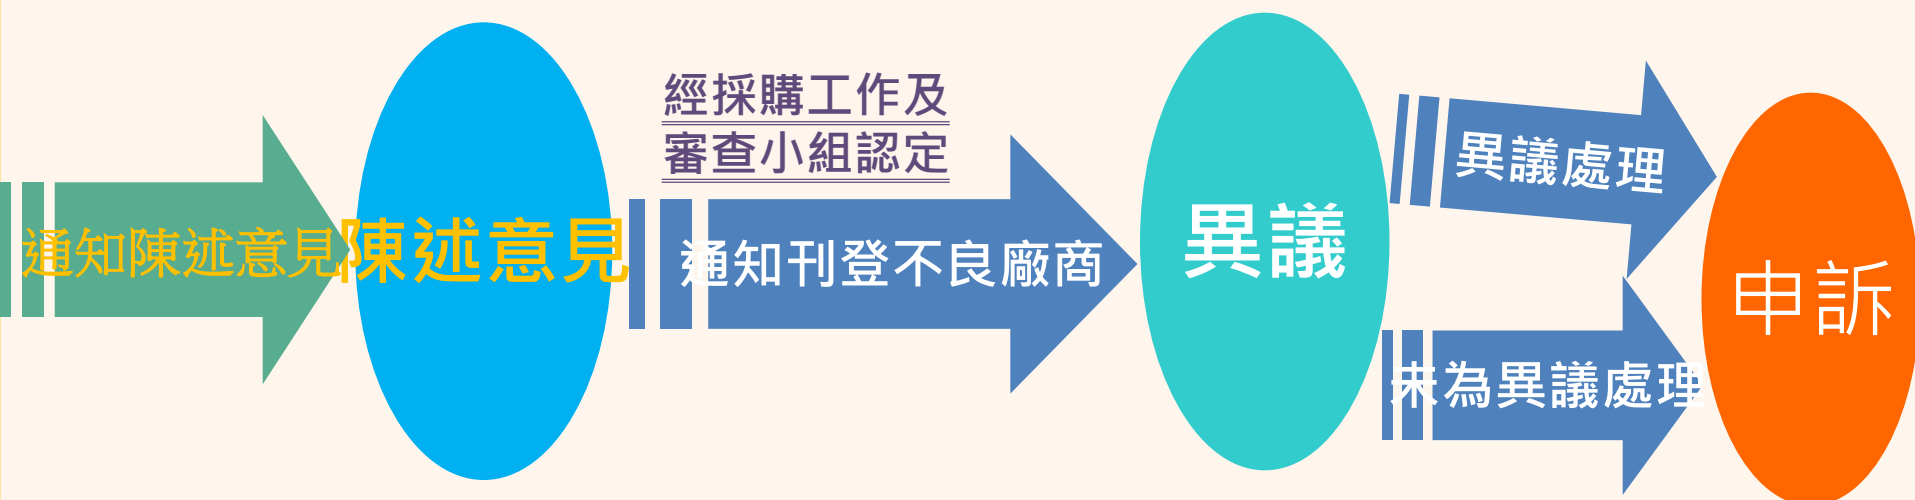 通知陳述意見
陳述意見
經採購工作及
審查小組認定
通知刊登不良廠商
異議
異議處理
未為異議處理
申訴